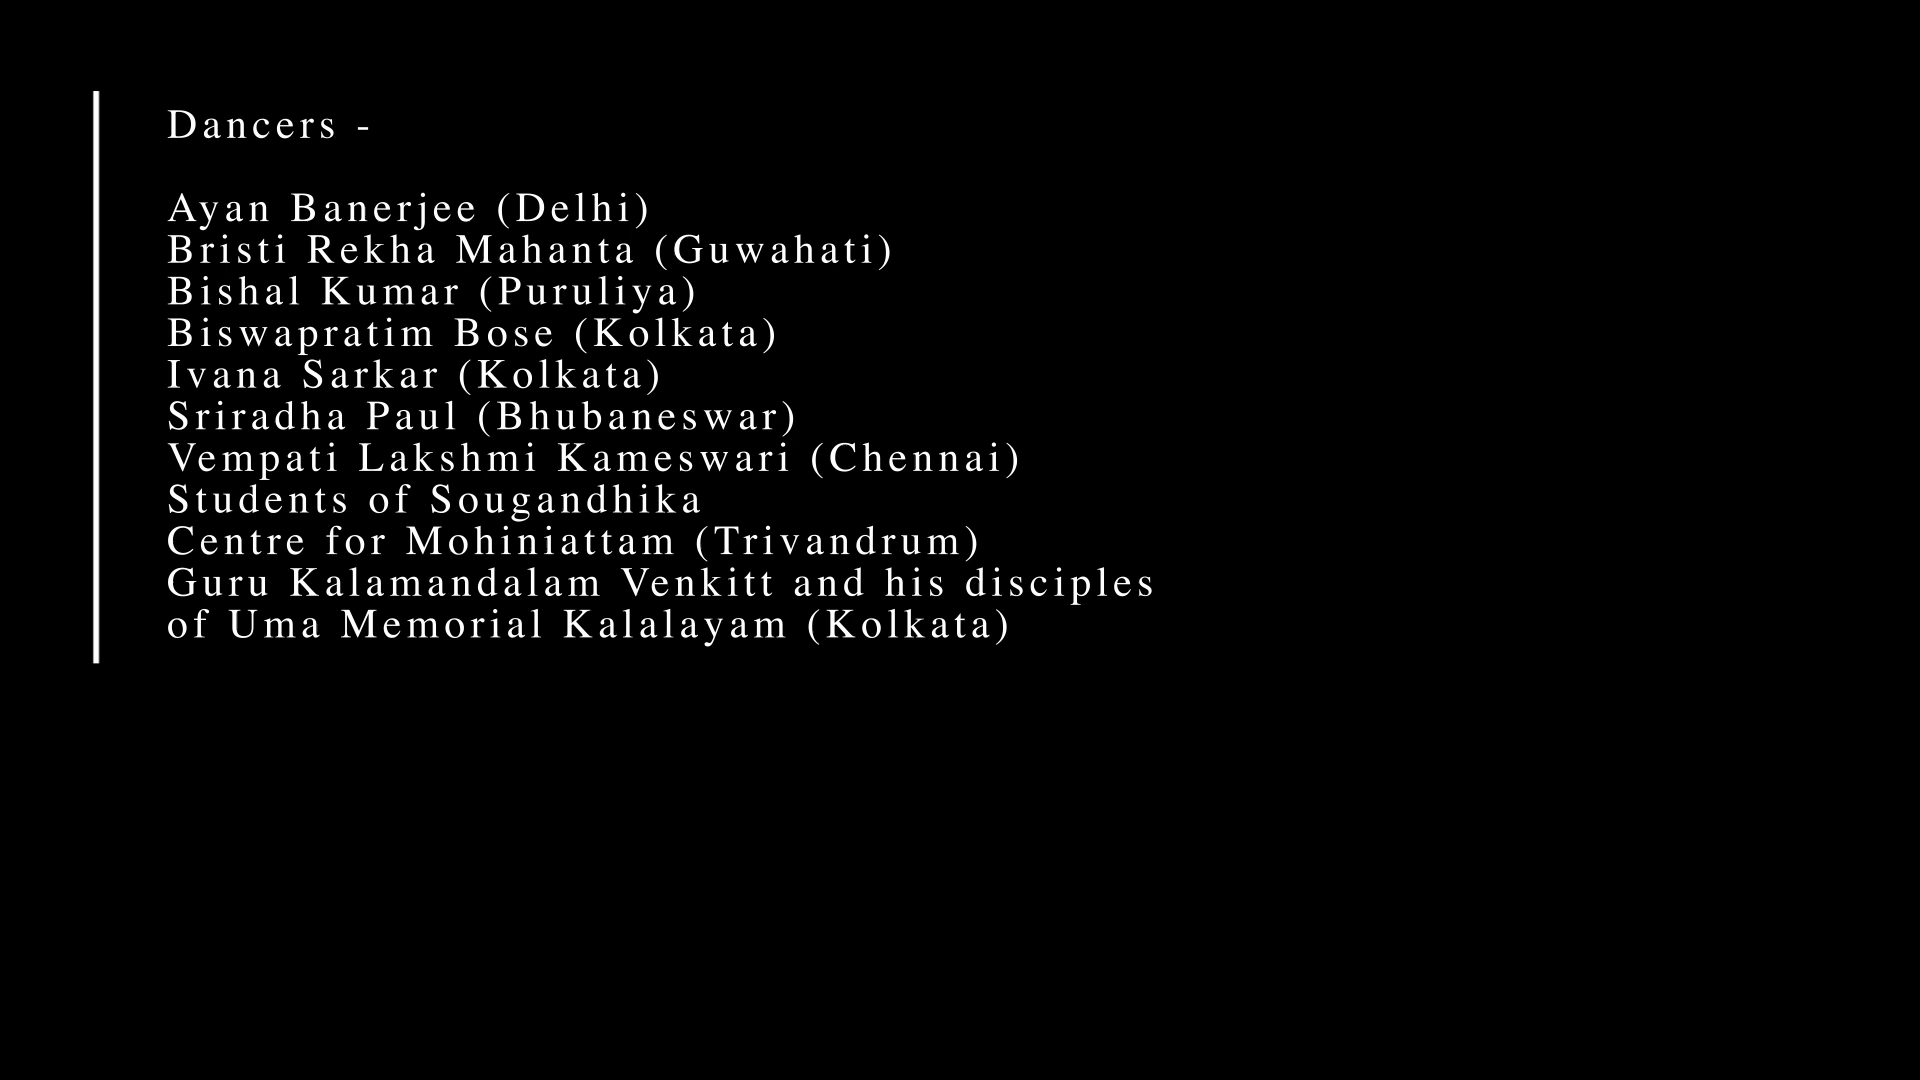 Dancers -
Ayan Banerjee (Delhi)
Bristi Rekha Mahanta (Guwahati)
Bishal Kumar (Puruliya)
Biswapratim Bose (Kolkata)
Ivana Sarkar (Kolkata)
Sriradha Paul (Bhubaneswar)
Vempati Lakshmi Kameswari (Chennai)
Students of Sougandhika
Centre for Mohiniattam (Trivandrum)
Guru Kalamandalam Venkitt and his disciples
of Uma Memorial Kalalayam (Kolkata)